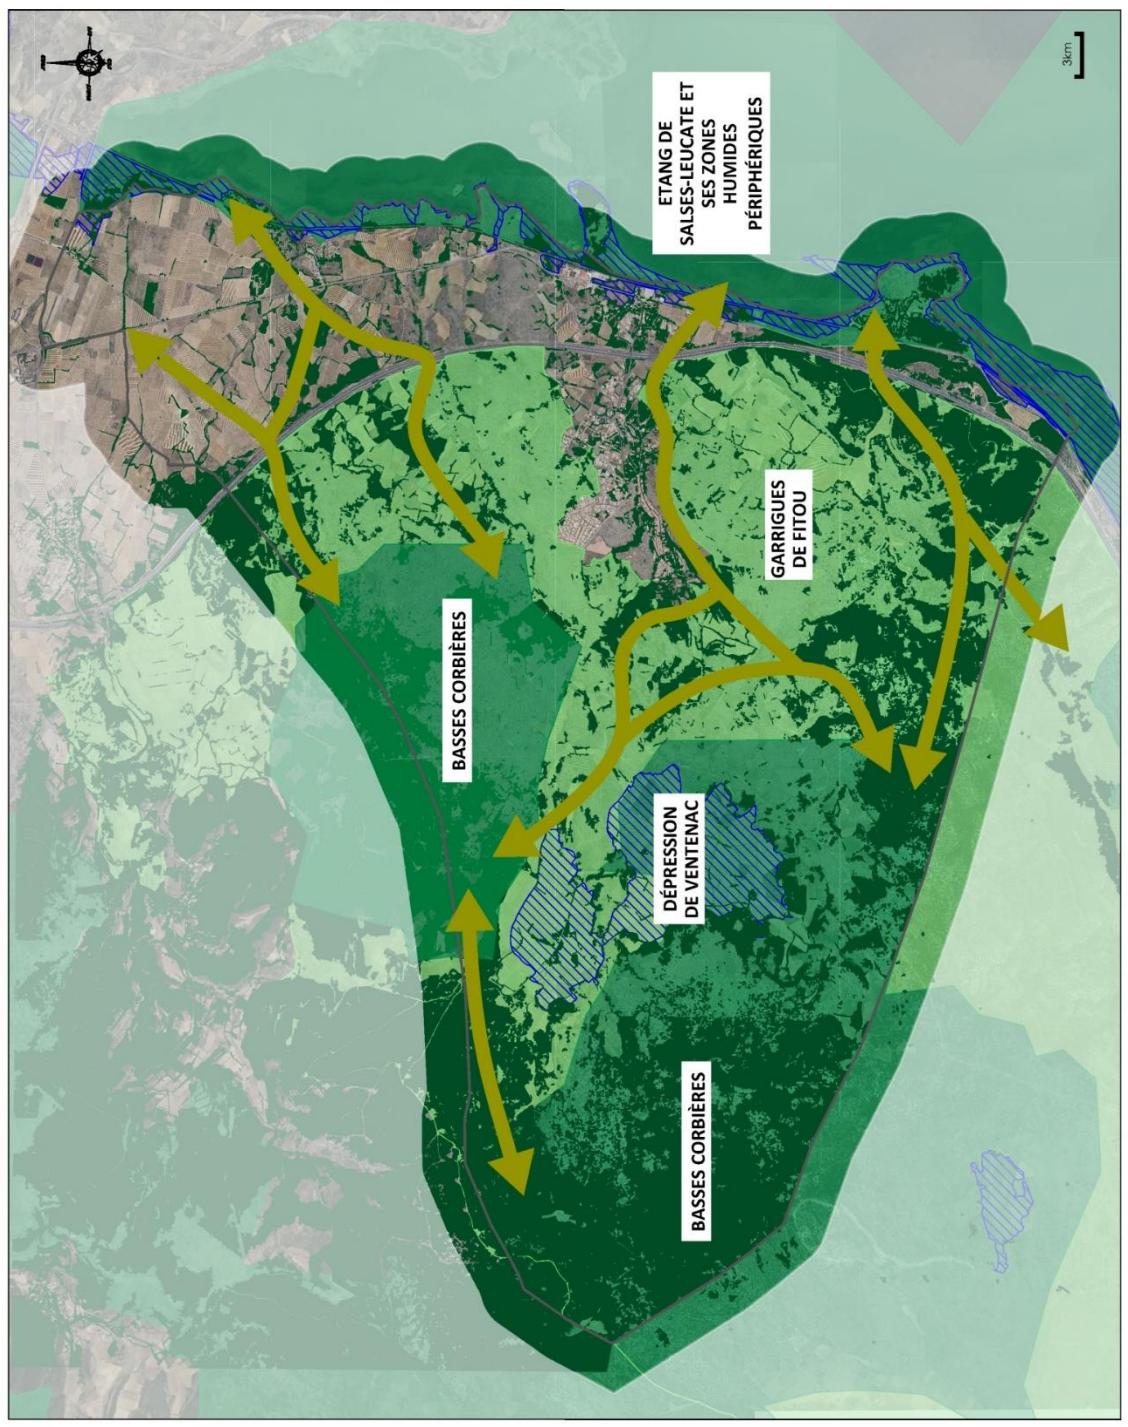 3km
ETANG DE
SALSES-LEUCATE ET
SES ZONES
HUMIDES
PÉRIPHÉRIQUES
GARRIGUES
DE FITOU
BASSES CORBIÈRES
DÉPRESSION
DE VENTENAC
BASSES CORBIÈRES